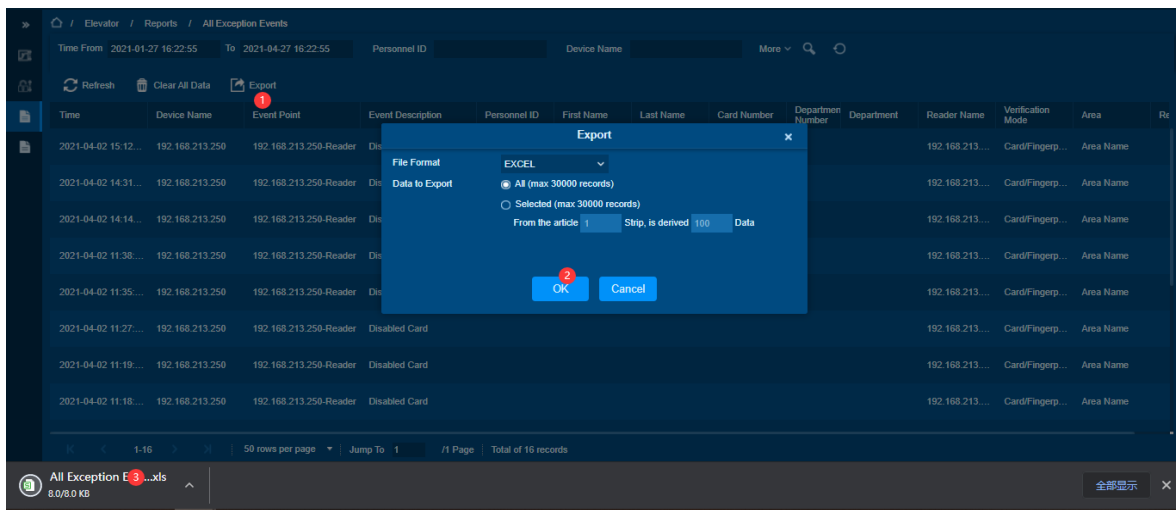 / Elevator / Reports / All Exception Events
Time From 2021-01-27 16:22:55 To 2021-04-27 16:22:55 Personnel ID Device Name More
Refresh Clear All Data Export
1
Time Device Name Event Point Event Description Personnel ID First Name Last Name Card Number Departmen Number Department Reader Name Verification Mode Area Re
Export ×
2021-04-02 15:12... 192.168.213.250 192.168.213.250-Reader Dis 192.168.213.... Card/Fingerp... Area Name
File Format EXCEL
2021-04-02 14:31... 192.168.213.250 192.168.213.250-Reader Dis 192.168.213.... Card/Fingerp... Area Name
Data to Export All (max 30000 records)
Selected (max 30000 records)
2021-04-02 14:14... 192.168.213.250 192.168.213.250-Reader Dis 192.168.213.... Card/Fingerp... Area Name
From the article 1 Strip, is derived 100 Data
2021-04-02 11:38:... 192.168.213.250 192.168.213.250-Reader Dis 192.168.213.... Card/Fingerp... Area Name
2
OK Cancel
2021-04-02 11:35:... 192.168.213.250 192.168.213.250-Reader Dis 192.168.213.... Card/Fingerp... Area Name
2021-04-02 11:27:... 192.168.213.250 192.168.213.250-Reader Disabled Card 192.168.213.... Card/Fingerp... Area Name
2021-04-02 11:19:... 192.168.213.250 192.168.213.250-Reader Disabled Card 192.168.213.... Card/Fingerp... Area Name
2021-04-02 11:18:... 192.168.213.250 192.168.213.250-Reader Disabled Card 192.168.213.... Card/Fingerp... Area Name
1-16 50 rows per page Jump To 1 /1 Page Total of 16 records
All Exception E 3 ...xls
8.0/8.0 KB
全部显示